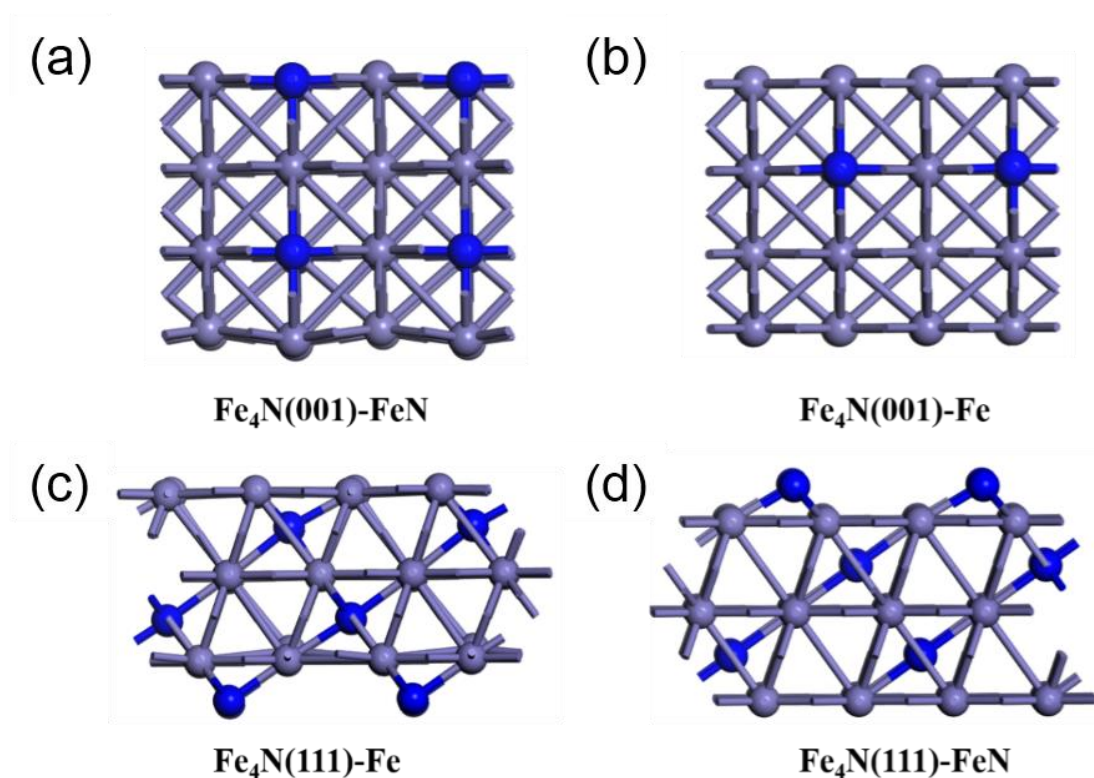 (a)
(b)
Fe₄N(001)-FeN
Fe₄N(001)-Fe
(c)
(d)
Fe₄N(111)-Fe
Fe₄N(111)-FeN